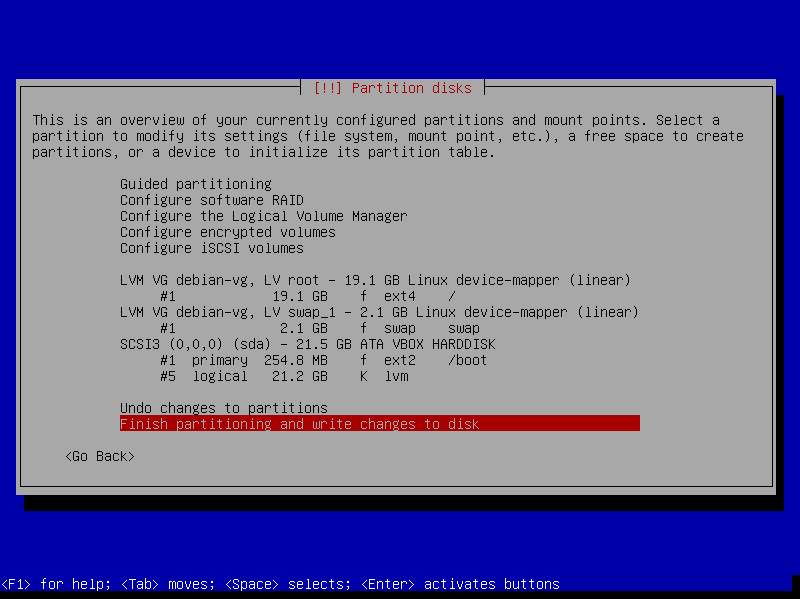 [!!] Partition disks
This is an overview of your currently configured partitions and mount points. Select a
partition to modify its settings (file system, mount point, etc.), a free space to create
partitions, or a device to initialize its partition table.
Guided partitioning
Configure software RAID
Configure the Logical Volume Manager
Configure encrypted volumes
Configure iSCSI volumes
LVM VG debian-vg, LV root - 19.1 GB Linux device-mapper (linear)
#1 19.1 GB f ext4 /
LVM VG debian-vg, LV swap_1 - 2.1 GB Linux device-mapper (linear)
#1 2.1 GB f swap swap
SCSI3 (0,0,0) (sda) - 21.5 GB ATA VBOX HARDDISK
#1 primary 254.8 MB f ext2 /boot
#5 logical 21.2 GB K lvm
Undo changes to partitions
Finish partitioning and write changes to disk
<Go Back>
<F1> for help; <Tab> moves; <Space> selects; <Enter> activates buttons